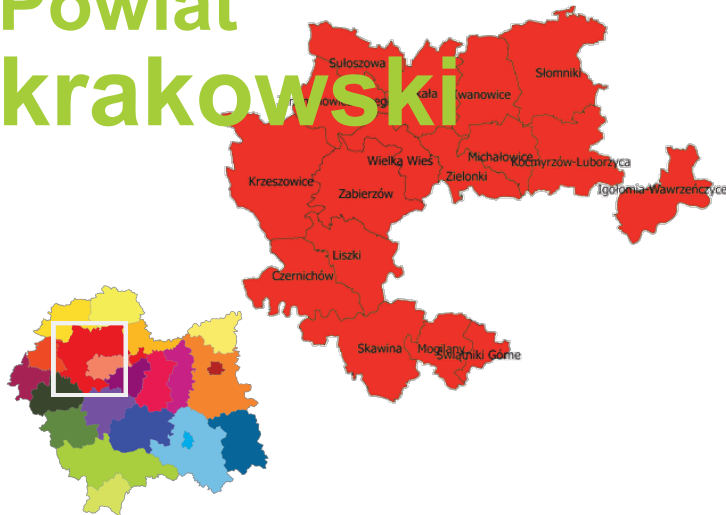 Powiat
krakowski
Sułoszowa
Słomniki
Iwanowice
Wielka Wieś
Michałowice
Kocmyrzów-Luborzyca
Zielonki
Krzeszowice
Zabierzów
Igołomia-Wawrzeńczyce
Liszki
Czernichów
Skawina
Mogilany
Świątniki Górne